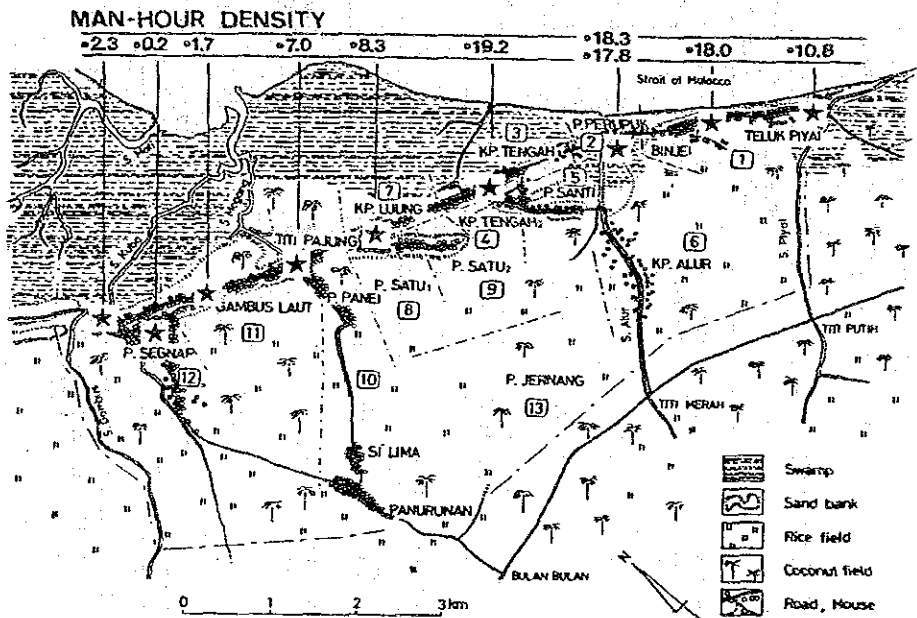 MAN-HOUR DENSITY
2.3 0.2 1.7 7.0 8.3 19.2 18.3 17.8 18.0 10.8
Strait of Malacca
P. PERUPUK
TELUK PIYAI
3
KP. TENGAH
2
BINJEI
1
5
P. SANTI
7
KP. UJUNG
KP. TENGAH₂
4
6
KP. ALUR
S. Piyai
TITI PAJUNG
P. SATU₂
9
P. SATU₁
8
P. PANEI
GAMBUS LAUT
11
S. Alur
TITI PUTIH
P. SEGNAP
12
10
P. JERNANG
13
TITI MERAH
SI LIMA
PANURUNAN
BULAN BULAN
N
Swamp
Sand bank
Rice field
Coconut field
Road, House
0 2 3km